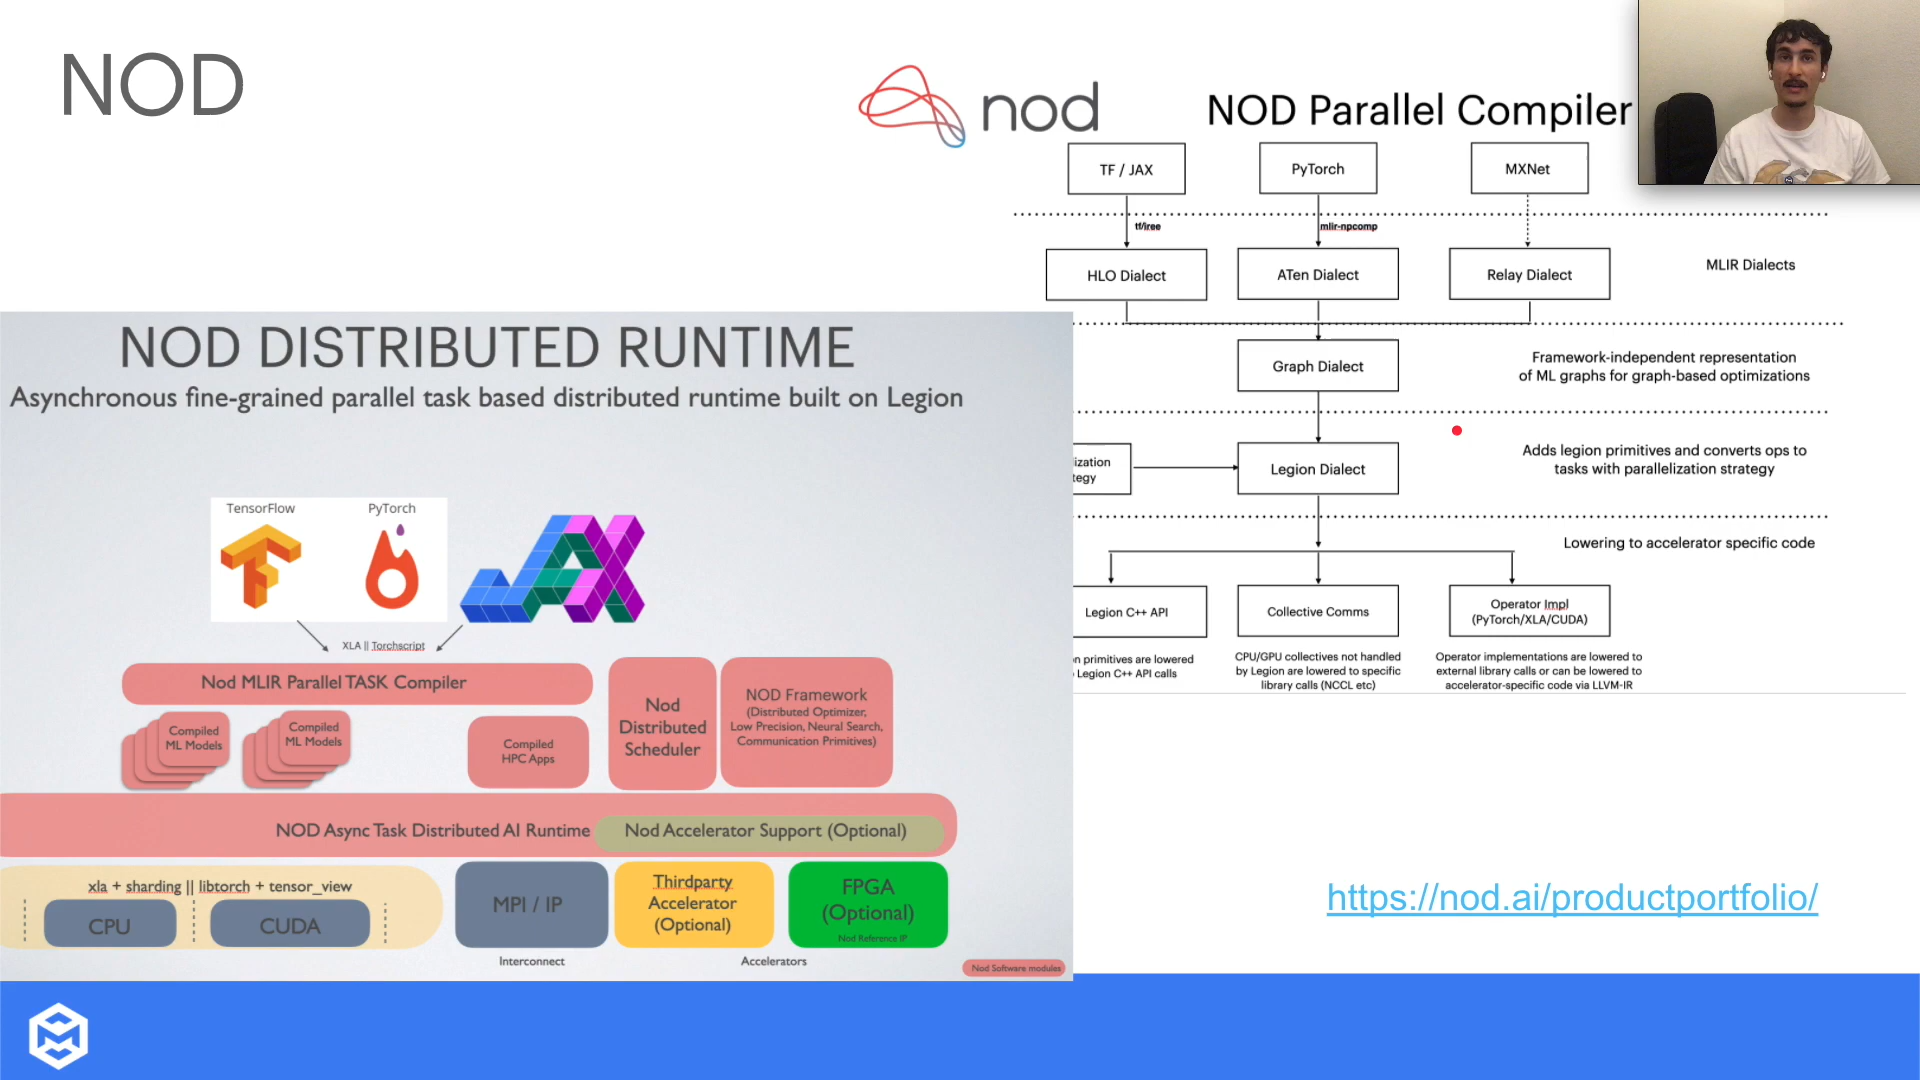 NOD
nod
NOD Parallel Compiler
TF / JAX
PyTorch
MXNet
tf/iree
mlir-npcomp
HLO Dialect
ATen Dialect
Relay Dialect
MLIR Dialects
Graph Dialect
Framework-independent representation
of ML graphs for graph-based optimizations
ization
tegy
Legion Dialect
Adds legion primitives and converts ops to
tasks with parallelization strategy
Lowering to accelerator specific code
Legion C++ API
Collective Comms
Operator Impl
(PyTorch/XLA/CUDA)
n primitives are lowered
Legion C++ API calls
CPU/GPU collectives not handled
by Legion are lowered to specific
library calls (NCCL etc)
Operator implementations are lowered to
external library calls or can be lowered to
accelerator-specific code via LLVM-IR
NOD DISTRIBUTED RUNTIME
Asynchronous fine-grained parallel task based distributed runtime built on Legion
TensorFlow
PyTorch
JAX
XLA || Torchscript
Nod MLIR Parallel TASK Compiler
Compiled
ML Models
Compiled
ML Models
Compiled
HPC Apps
Nod
Distributed
Scheduler
NOD Framework
(Distributed Optimizer,
Low Precision, Neural Search,
Communication Primitives)
NOD Async Task Distributed AI Runtime
Nod Accelerator Support (Optional)
xla + sharding || libtorch + tensor_view
CPU
CUDA
MPI / IP
Thirdparty
Accelerator
(Optional)
FPGA
(Optional)
Nod Reference IP
Interconnect
Accelerators
Nod Software modules
https://nod.ai/productportfolio/